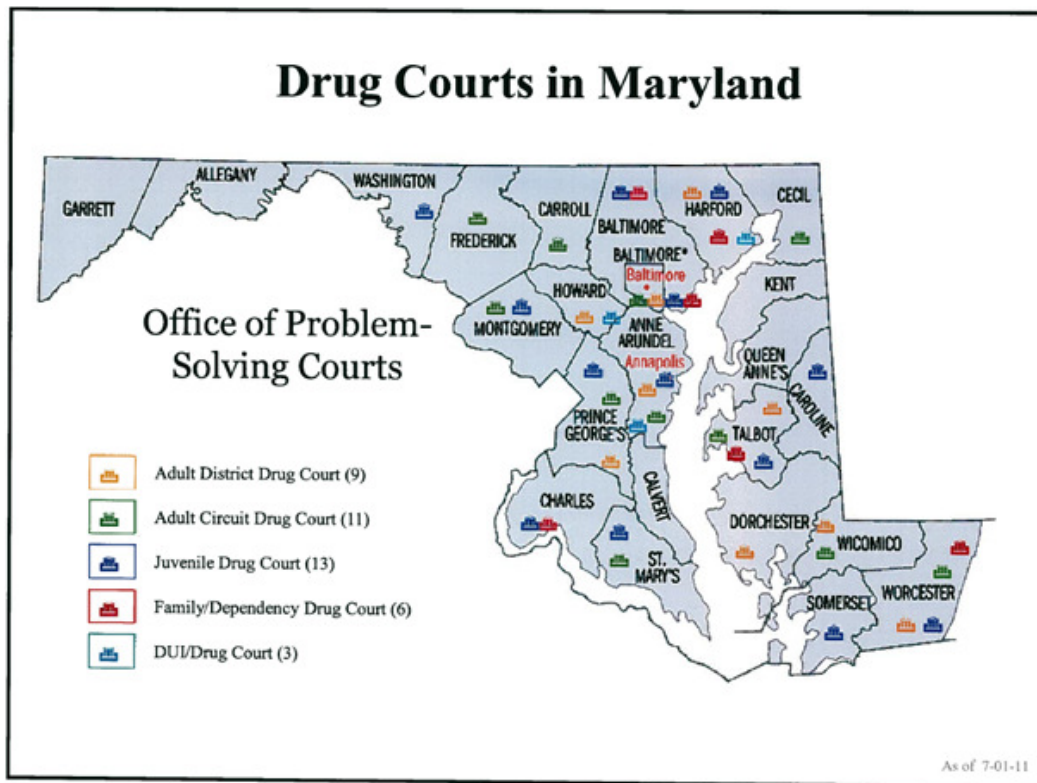 Drug Courts in Maryland
GARRETT
ALLEGANY
WASHINGTON
FREDERICK
CARROLL
BALTIMORE
HARFORD
CECIL
BALTIMORE*
Baltimore
HOWARD
MONTGOMERY
ANNE
ARUNDEL
Annapolis
KENT
QUEEN
ANNE'S
CAROLINE
TALBOT
PRINCE
GEORGE'S
CALVERT
CHARLES
ST.
MARY'S
DORCHESTER
WICOMICO
SOMERSET
WORCESTER
Office of Problem-
Solving Courts
Adult District Drug Court (9)
Adult Circuit Drug Court (11)
Juvenile Drug Court (13)
Family/Dependency Drug Court (6)
DUI/Drug Court (3)
As of 7-01-11